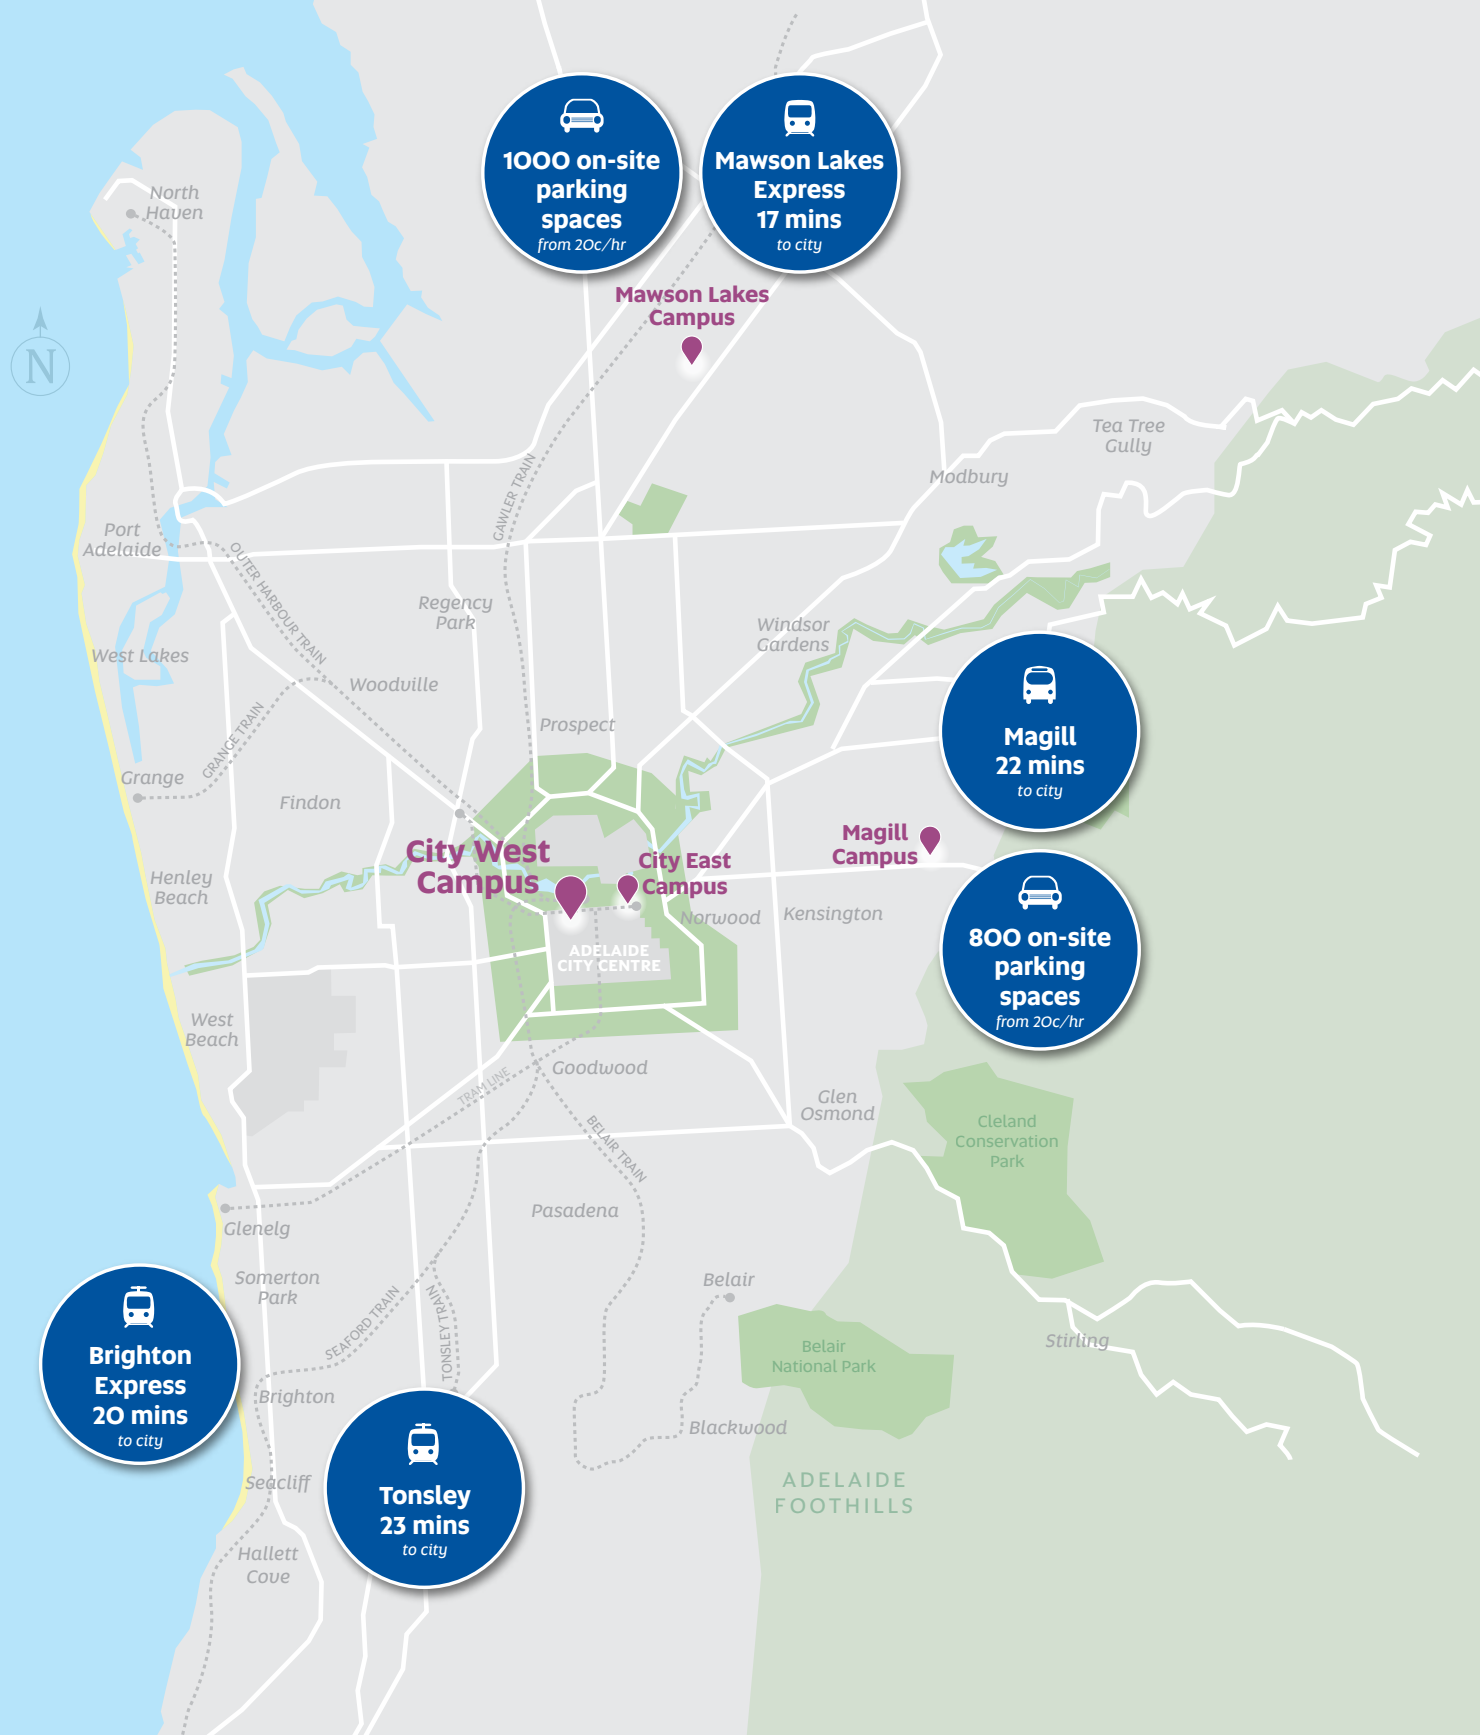 1000 on-site
parking
spaces
from 20c/hr
Mawson Lakes
Express
17 mins
to city
North
Haven
Mawson Lakes
Campus
N
Tea Tree
Gully
Modbury
GAWLER TRAIN
Port
Adelaide
OUTER HARBOUR TRAIN
Regency
Park
Windsor
Gardens
West Lakes
Woodville
GRANGE TRAIN
Prospect
Magill
22 mins
to city
Grange
Findon
City West
Campus
City East
Campus
Magill
Campus
Henley
Beach
Norwood
Kensington
ADELAIDE
CITY CENTRE
800 on-site
parking
spaces
from 20c/hr
West
Beach
Goodwood
TRAM LINE
Glen
Osmond
BELAIR TRAIN
Cleland
Conservation
Park
Pasadena
Glenelg
Somerton
Park
Belair
SEAFORD TRAIN
TONSLEY TRAIN
Stirling
Belair
National Park
Brighton
Express
20 mins
to city
Brighton
Blackwood
Seacliff
ADELAIDE
FOOTHILLS
Tonsley
23 mins
to city
Hallett
Cove